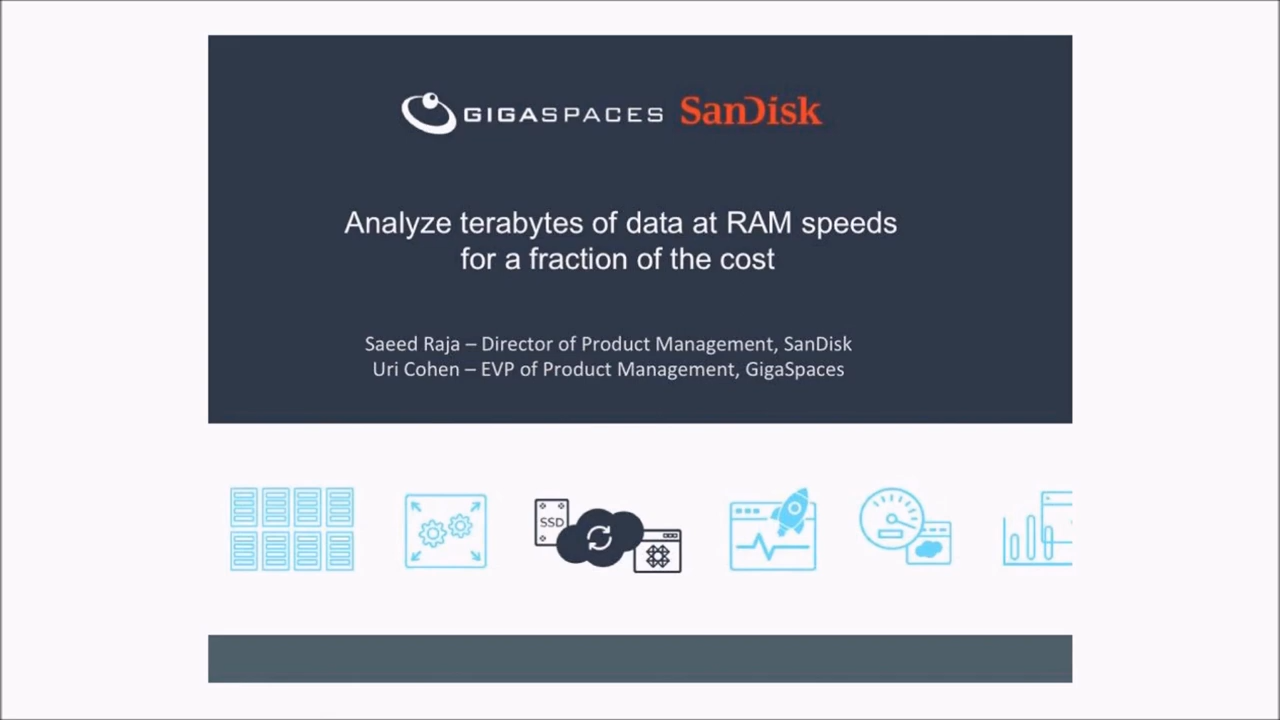 GIGASPACES SanDisk
Analyze terabytes of data at RAM speeds
for a fraction of the cost
Saeed Raja – Director of Product Management, SanDisk
Uri Cohen – EVP of Product Management, GigaSpaces
SSD